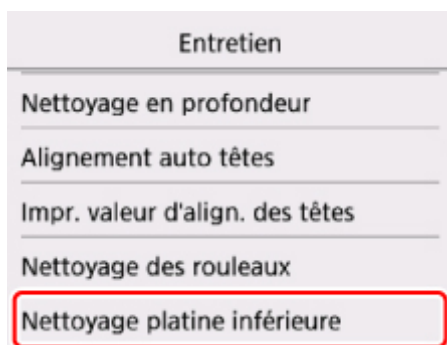 Entretien
Nettoyage en profondeur
Alignement auto têtes
Impr. valeur d'align. des têtes
Nettoyage des rouleaux
Nettoyage platine inférieure